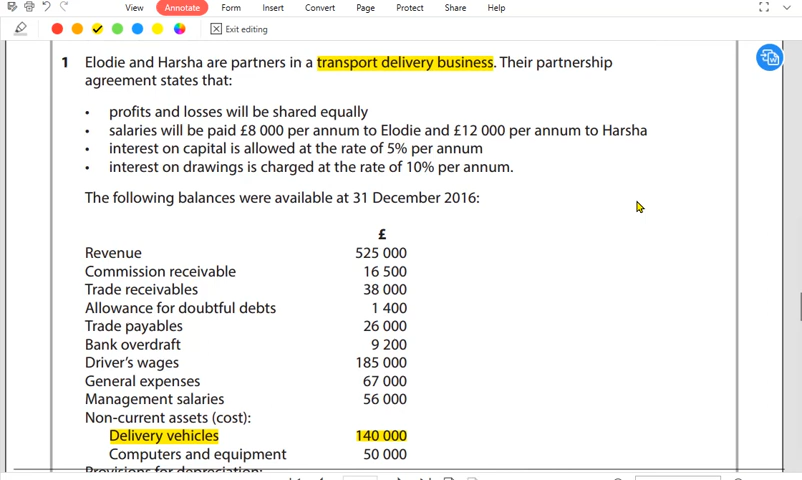 View Annotate Form Insert Convert Page Protect Share Help
Exit editing
1 Elodie and Harsha are partners in a transport delivery business. Their partnership
agreement states that:
• profits and losses will be shared equally
• salaries will be paid £8 000 per annum to Elodie and £12 000 per annum to Harsha
• interest on capital is allowed at the rate of 5% per annum
• interest on drawings is charged at the rate of 10% per annum.
The following balances were available at 31 December 2016:
£
Revenue 525 000
Commission receivable 16 500
Trade receivables 38 000
Allowance for doubtful debts 1 400
Trade payables 26 000
Bank overdraft 9 200
Driver’s wages 185 000
General expenses 67 000
Management salaries 56 000
Non-current assets (cost):
Delivery vehicles 140 000
Computers and equipment 50 000
Provisions for depreciation: